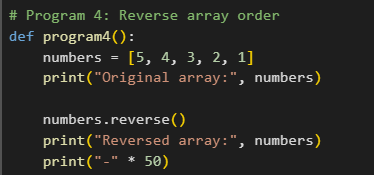 # Program 4: Reverse array order
def program4():
    numbers = [5, 4, 3, 2, 1]
    print("Original array:", numbers)

    numbers.reverse()
    print("Reversed array:", numbers)
    print("-" * 50)